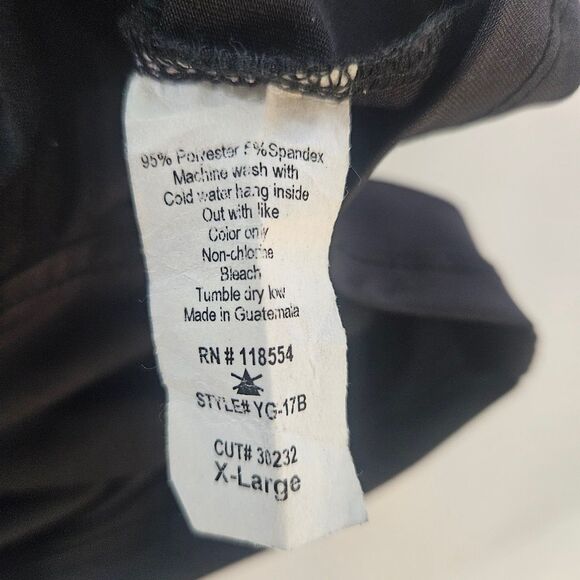 95% Polyester 5%Spandex
Machine wash with
Cold water hang inside
Out with like
Color only
Non-chlorine
Bleach
Tumble dry low
Made in Guatemala
RN # 118554
STYLE# YG-17B
CUT# 30232
X-Large